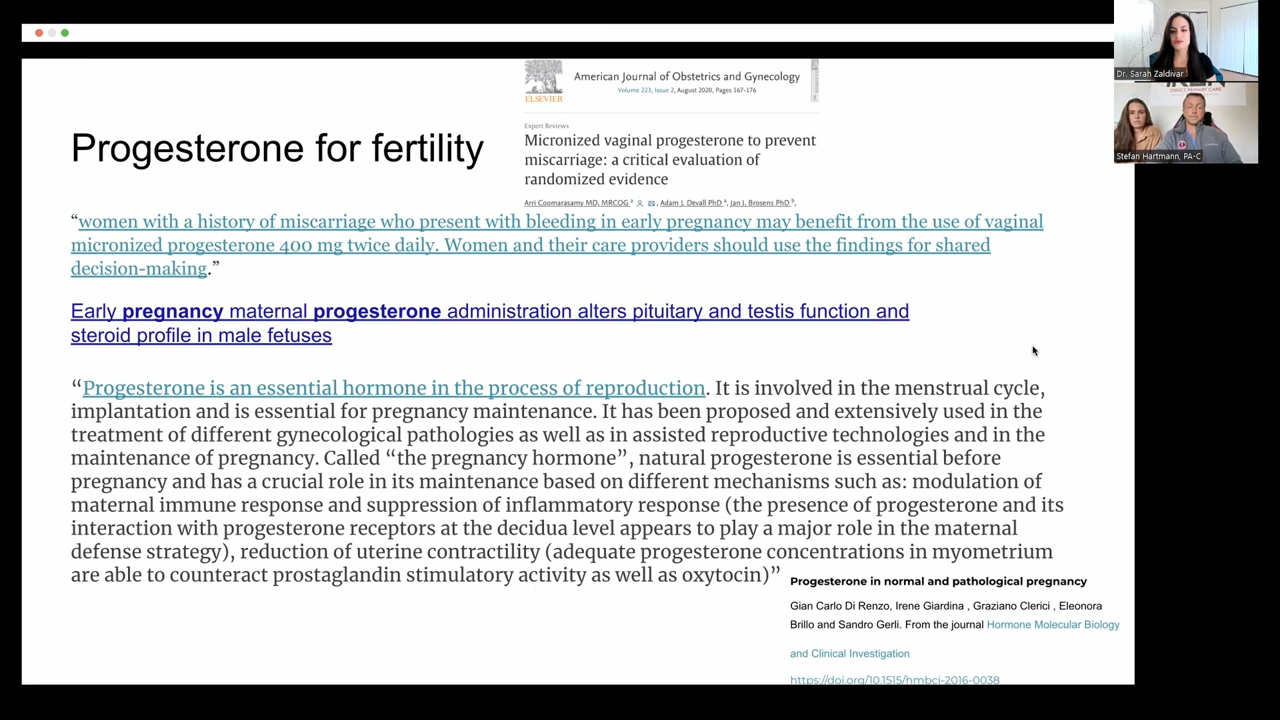 Dr. Sarah Zaldivar
DIRECT PRIMARY CARE
Stefan Hartmann, PA-C
ELSEVIER
American Journal of Obstetrics and Gynecology
Volume 223, Issue 2, August 2020, Pages 167-176
Expert Reviews
Micronized vaginal progesterone to prevent
miscarriage: a critical evaluation of
randomized evidence
Arri Coomarasamy MD, MRCOG a , Adam J. Devall PhD a, Jan J. Brosens PhD b,
Progesterone for fertility
“women with a history of miscarriage who present with bleeding in early pregnancy may benefit from the use of vaginal
micronized progesterone 400 mg twice daily. Women and their care providers should use the findings for shared
decision-making.”
Early pregnancy maternal progesterone administration alters pituitary and testis function and
steroid profile in male fetuses
“Progesterone is an essential hormone in the process of reproduction. It is involved in the menstrual cycle,
implantation and is essential for pregnancy maintenance. It has been proposed and extensively used in the
treatment of different gynecological pathologies as well as in assisted reproductive technologies and in the
maintenance of pregnancy. Called “the pregnancy hormone”, natural progesterone is essential before
pregnancy and has a crucial role in its maintenance based on different mechanisms such as: modulation of
maternal immune response and suppression of inflammatory response (the presence of progesterone and its
interaction with progesterone receptors at the decidua level appears to play a major role in the maternal
defense strategy), reduction of uterine contractility (adequate progesterone concentrations in myometrium
are able to counteract prostaglandin stimulatory activity as well as oxytocin)”
Progesterone in normal and pathological pregnancy
Gian Carlo Di Renzo, Irene Giardina , Graziano Clerici , Eleonora
Brillo and Sandro Gerli. From the journal Hormone Molecular Biology
and Clinical Investigation
https://doi.org/10.1515/hmbci-2016-0038